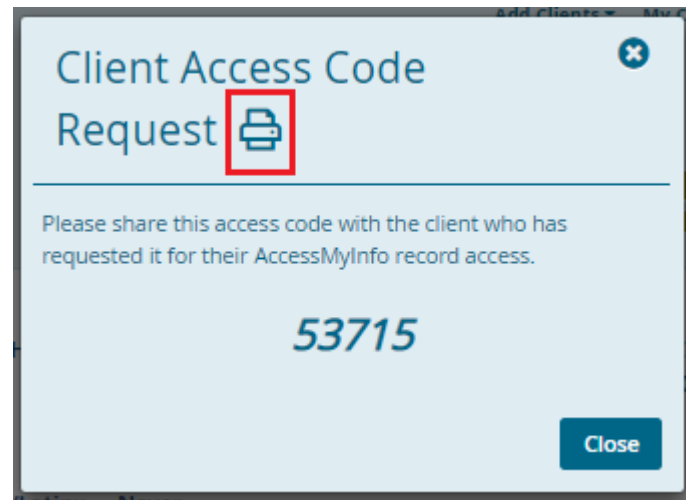 Add Clients My C
Client Access Code
Request
Please share this access code with the client who has
requested it for their AccessMyInfo record access.
53715
Close